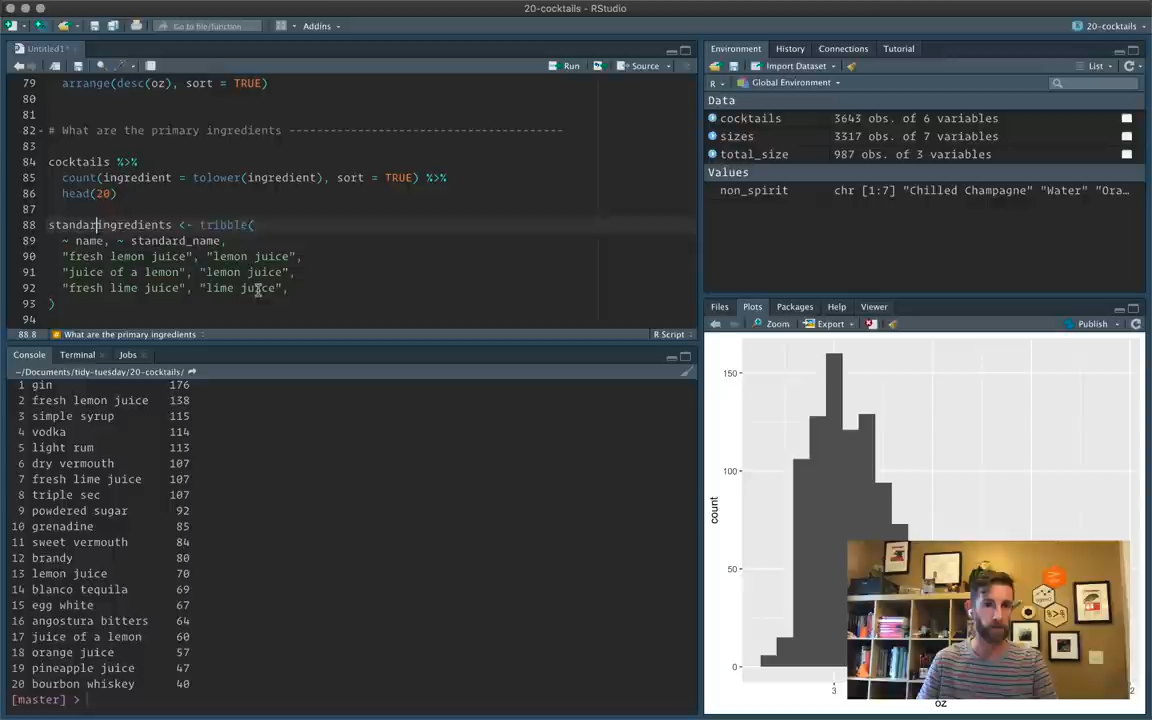 20-cocktails - RStudio
Go to file/function
Addins
20-cocktails
Untitled1*
Run
Source
79 arrange(desc(oz), sort = TRUE)
80
81
82 # What are the primary ingredients ----------------------------------------
83
84 cocktails %>%
85 count(ingredient = tolower(ingredient), sort = TRUE) %>%
86 head(20)
87
88 standaringredients <- tribble(
89 ~ name, ~ standard_name,
90 "fresh lemon juice", "lemon juice",
91 "juice of a lemon", "lemon juice",
92 "fresh lime juice", "lime juice",
93 )
94
88:8 # What are the primary ingredients R Script
Console Terminal Jobs
~/Documents/tidy-tuesday/20-cocktails/
1 gin 176
2 fresh lemon juice 138
3 simple syrup 115
4 vodka 114
5 light rum 113
6 dry vermouth 107
7 fresh lime juice 107
8 triple sec 107
9 powdered sugar 92
10 grenadine 85
11 sweet vermouth 84
12 brandy 80
13 lemon juice 70
14 blanco tequila 69
15 egg white 67
16 angostura bitters 64
17 juice of a lemon 60
18 orange juice 57
19 pineapple juice 47
20 bourbon whiskey 40
[master] >
Environment History Connections Tutorial
Import Dataset
List
R Global Environment
Data
cocktails 3643 obs. of 6 variables
sizes 3317 obs. of 7 variables
total_size 987 obs. of 3 variables
Values
non_spirit chr [1:7] "Chilled Champagne" "Water" "Ora…
Files Plots Packages Help Viewer
Zoom Export Publish
150
100
50
0
count
3
2
oz